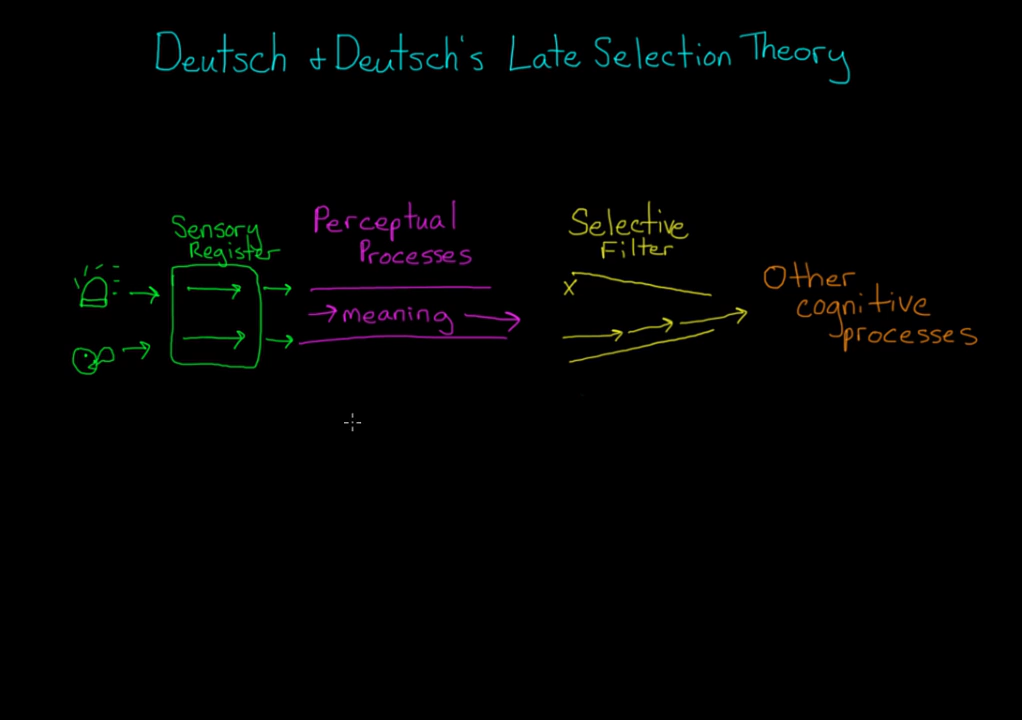 Deutsch + Deutsch's Late Selection Theory
Sensory
Register
Perceptual
Processes
→ meaning →
Selective
Filter
x
Other
cognitive
processes